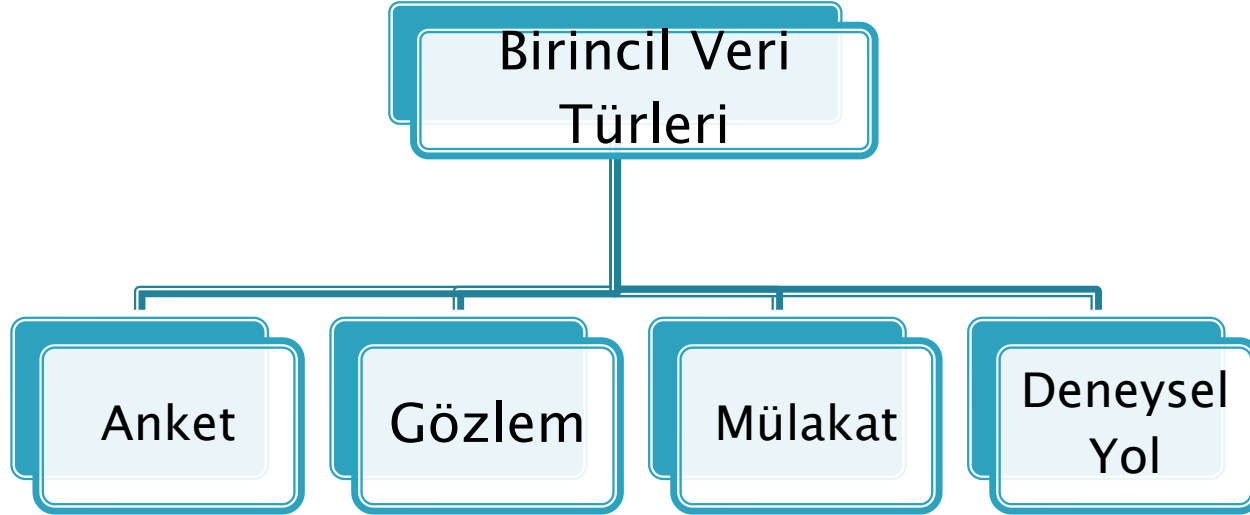 Birincil Veri
Türleri
Anket
Gözlem
Mülakat
Deneysel
Yol